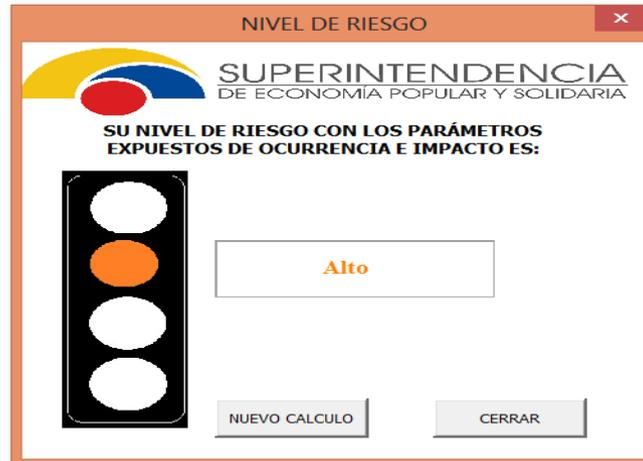 NIVEL DE RIESGO
×
SUPERINTENDENCIA
DE ECONOMÍA POPULAR Y SOLIDARIA
SU NIVEL DE RIESGO CON LOS PARÁMETROS
EXPUESTOS DE OCURRENCIA E IMPACTO ES:
Alto
NUEVO CALCULO
CERRAR